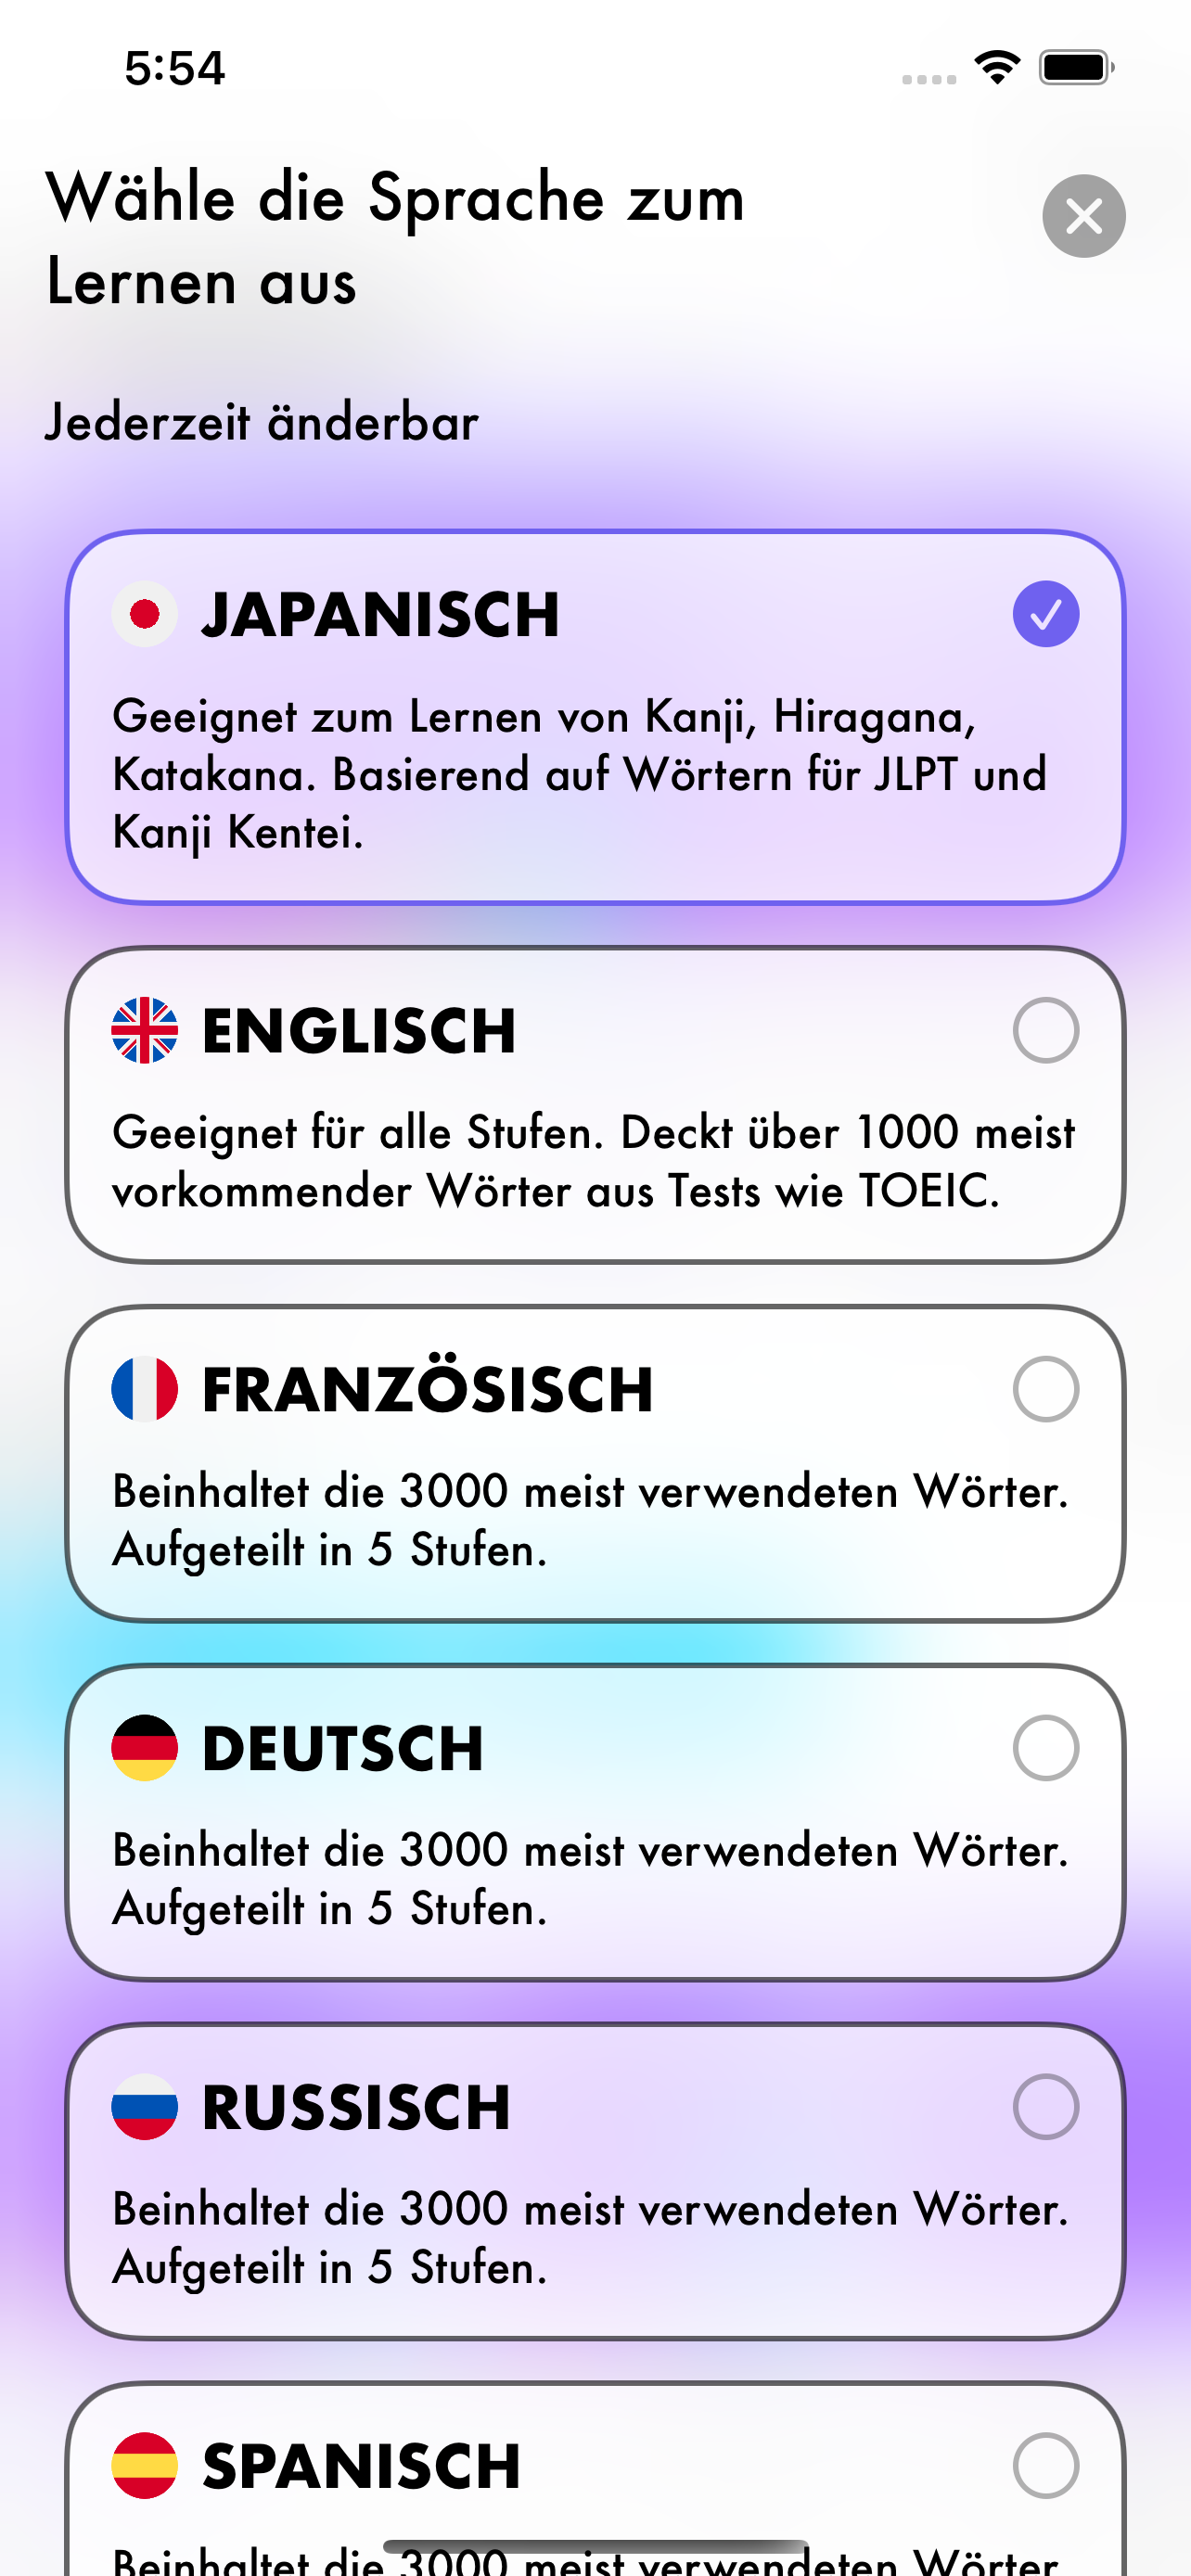 5:54
Wähle die Sprache zum
Lernen aus
Jederzeit änderbar
JAPANISCH
Geeignet zum Lernen von Kanji, Hiragana,
Katakana. Basierend auf Wörtern für JLPT und
Kanji Kentei.
ENGLISCH
Geeignet für alle Stufen. Deckt über 1000 meist
vorkommender Wörter aus Tests wie TOEIC.
FRANZÖSISCH
Beinhaltet die 3000 meist verwendeten Wörter.
Aufgeteilt in 5 Stufen.
DEUTSCH
Beinhaltet die 3000 meist verwendeten Wörter.
Aufgeteilt in 5 Stufen.
RUSSISCH
Beinhaltet die 3000 meist verwendeten Wörter.
Aufgeteilt in 5 Stufen.
SPANISCH
Beinhaltet die 3000 meist verwendeten Wörter